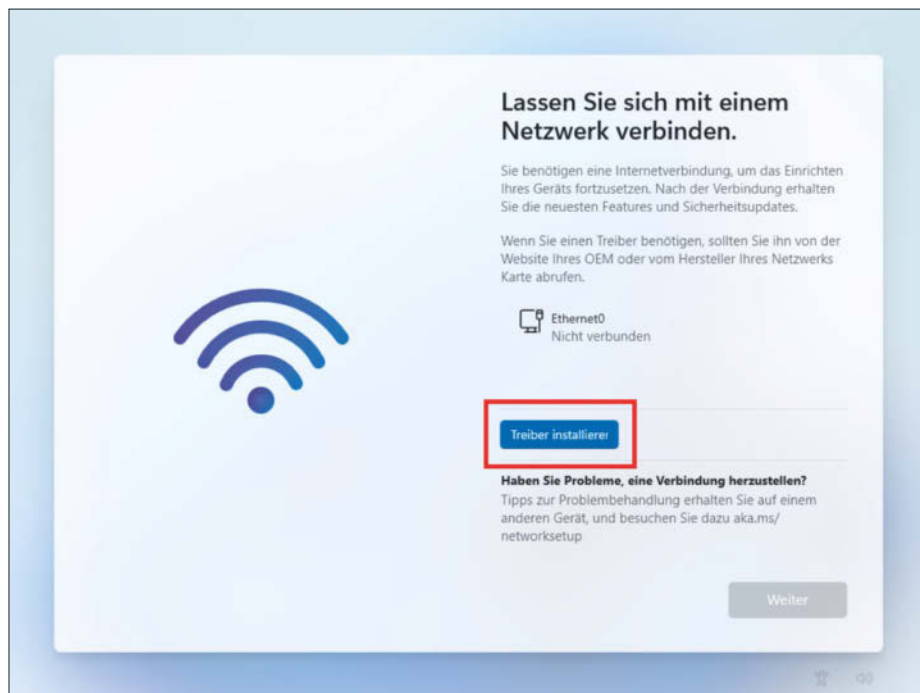 Lassen Sie sich mit einem
Netzwerk verbinden.
Sie benötigen eine Internetverbindung, um das Einrichten
Ihres Geräts fortzusetzen. Nach der Verbindung erhalten
Sie die neuesten Features und Sicherheitsupdates.
Wenn Sie einen Treiber benötigen, sollten Sie ihn von der
Website Ihres OEM oder vom Hersteller Ihres Netzwerks
Karte abrufen.
Ethernet0
Nicht verbunden
Treiber installierer
Haben Sie Probleme, eine Verbindung herzustellen?
Tipps zur Problembehandlung erhalten Sie auf einem
anderen Gerät, und besuchen Sie dazu aka.ms/
networksetup
Weiter